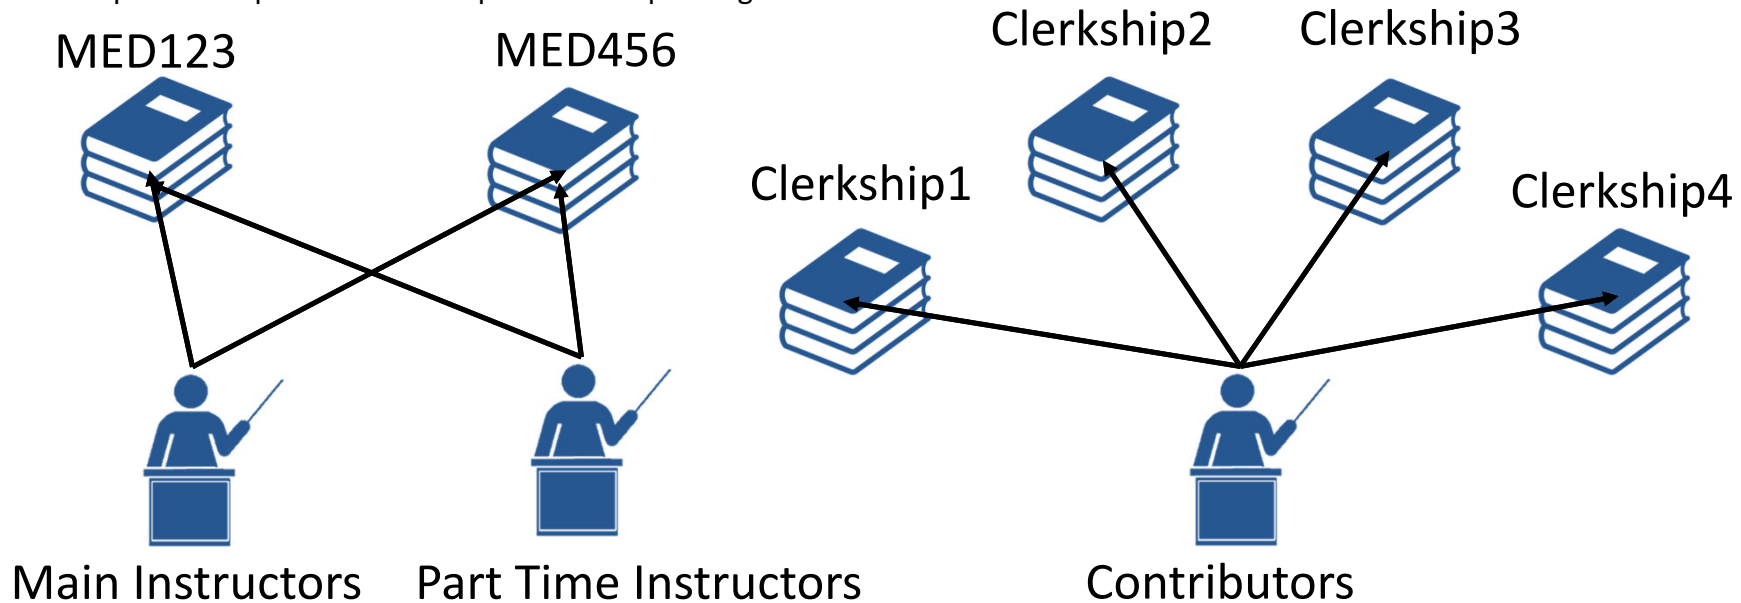 MED123
MED456
Clerkship2
Clerkship3
Clerkship1
Clerkship4
Main Instructors
Part Time Instructors
Contributors